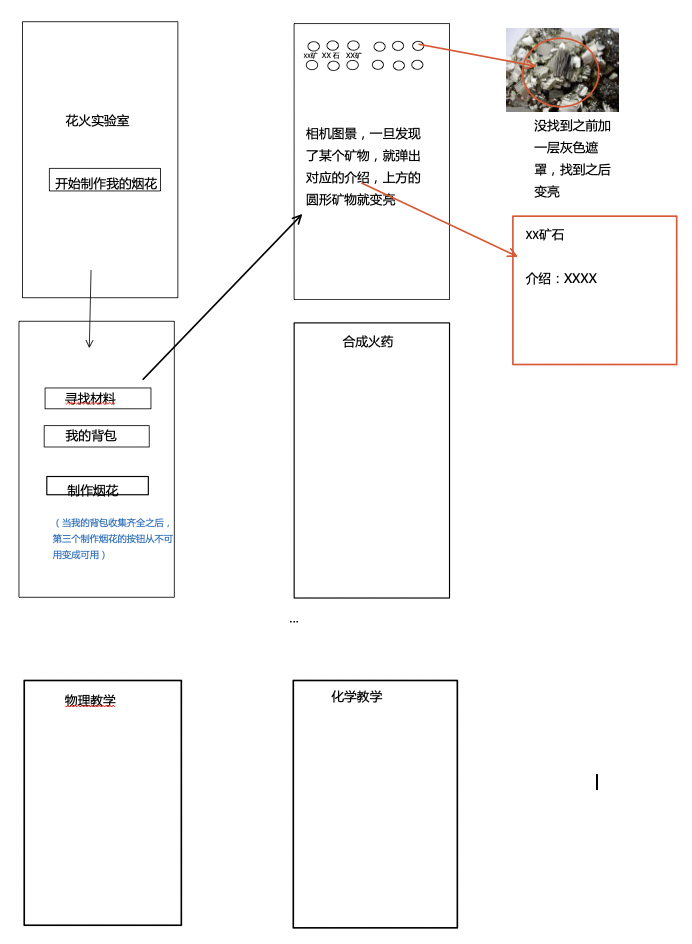 花火实验室
开始制作我的烟花
xx矿 XX 石 XX矿
相机图景，一旦发现
了某个矿物，就弹出
对应的介绍，上方的
圆形矿物就变亮
没找到之前加
一层灰色遮
罩，找到之后
变亮
xx矿石
介绍：XXXX
寻找材料
我的背包
制作烟花
（当我的背包收集齐全之后，
第三个制作烟花的按钮从不可
用变成可用）
合成火药
...
物理教学
化学教学